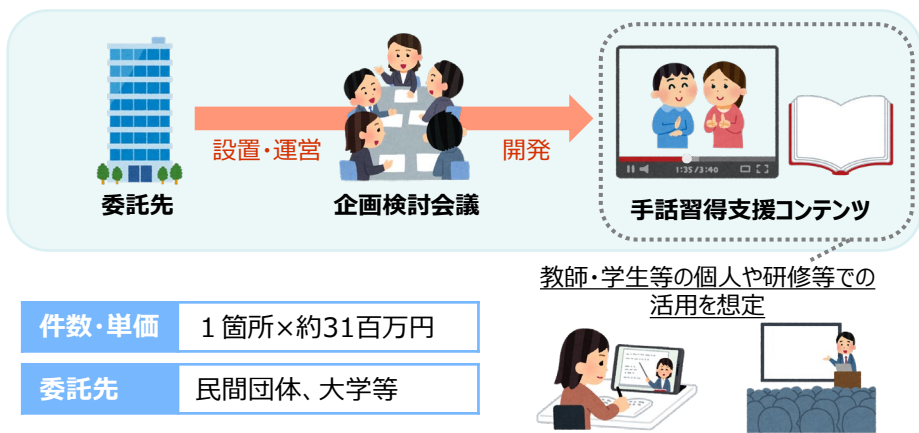 設置・運営
開発
委託先
企画検討会議
1:35/3:40
手話習得支援コンテンツ
教師・学生等の個人や研修等での
活用を想定
件数・単価 1箇所×約31百万円
委託先 民間団体、大学等